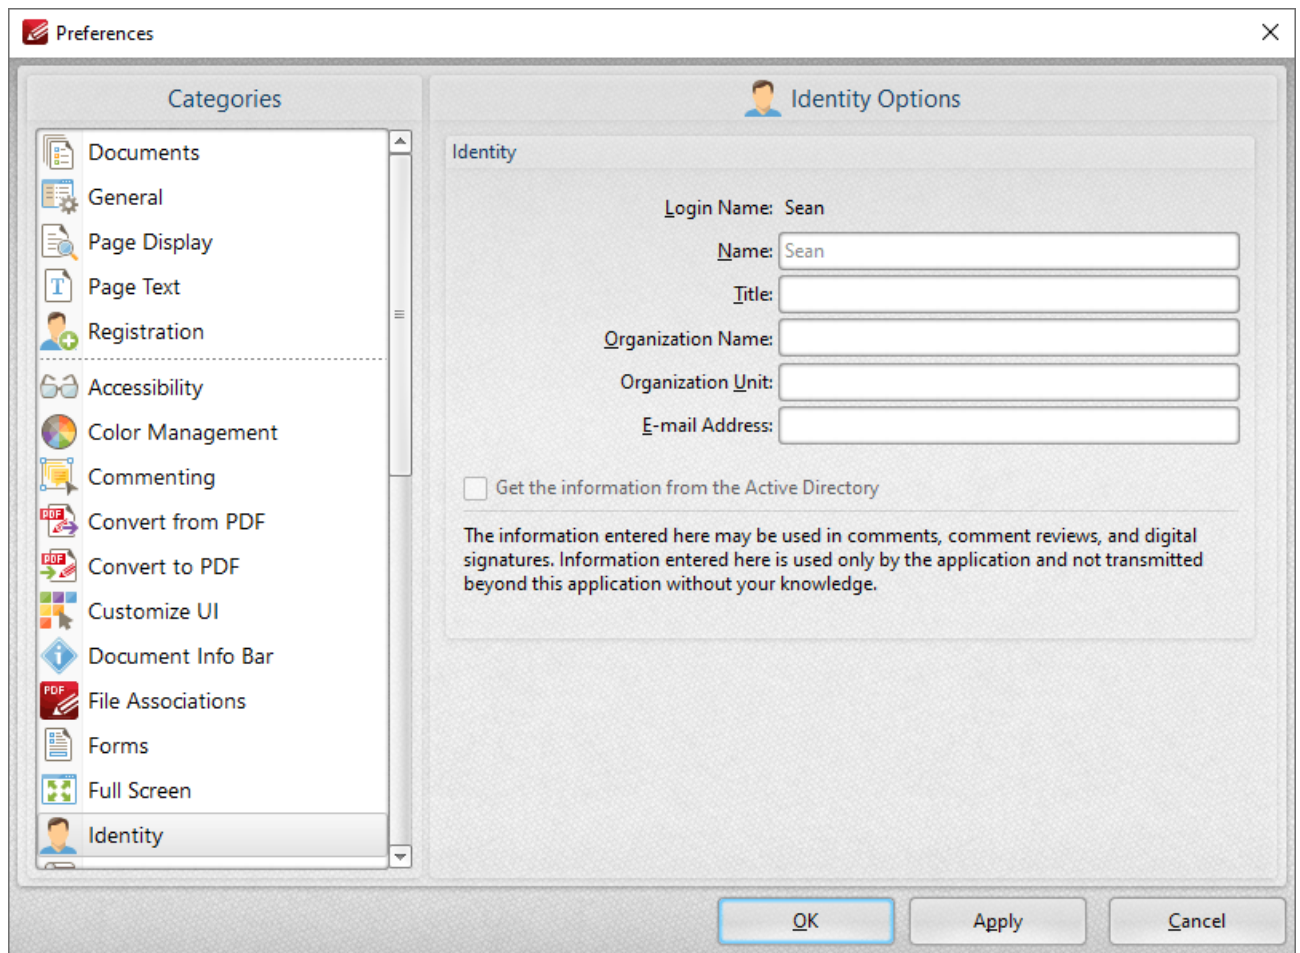 Preferences
Categories
Documents
General
Page Display
Page Text
T
Registration
Accessibility
Color Management
Commenting
PDF
Convert from PDF
PDF
Convert to PDF
Customize UI
i
Document Info Bar
PDF
File Associations
Forms
Full Screen
Identity
Identity Options
Identity
Login Name: Sean
Name: Sean
Title:
Organization Name:
Organization Unit:
E-mail Address:
Get the information from the Active Directory
The information entered here may be used in comments, comment reviews, and digital
signatures. Information entered here is used only by the application and not transmitted
beyond this application without your knowledge.
OK
Apply
Cancel